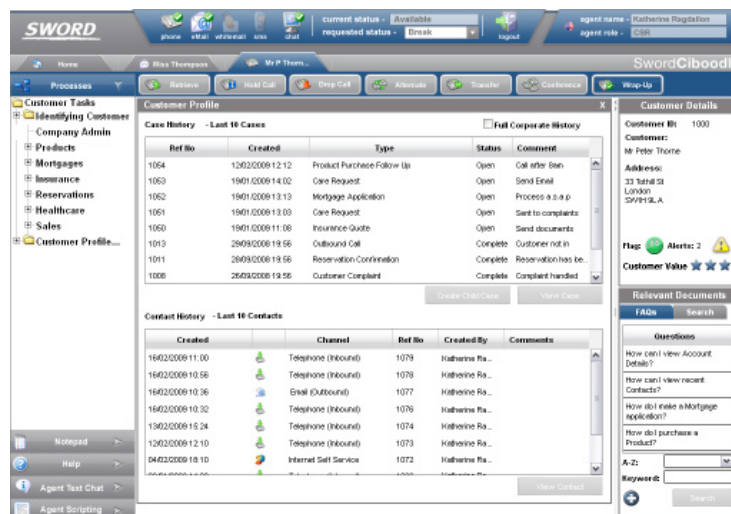 SWORD
phone eMail whitemail sms chat
current status - Available
requested status - Break
logout
agent name - Katherine Ragdallon
agent role - CSR
Home
Miss Thompson
Mr P Thorn...
SwordCiboodl
Processes
Retrieve
Hold Call
Drop Call
Alternate
Transfer
Conference
Wrap-Up
Customer Tasks
Identifying Customer
Company Admin
Products
Mortgages
Insurance
Reservations
Healthcare
Sales
Customer Profile...
Notepad
Help
Agent Text Chat
Agent Scripting
Customer Profile X
Case History - Last 10 Cases
Full Corporate History
Ref No Created Type Status Comment
1054 12/02/2009 12:12 Product Purchase Follow Up Open Call after 8am
1053 19/01/2009 14:02 Care Request Open Send Email
1052 19/01/2009 13:13 Mortgage Application Open Process a.s.a.p
1051 19/01/2009 13:03 Care Request Open Sent to complaints
1050 19/01/2009 11:08 Insurance Quote Open Send documents
1013 29/09/2008 19:56 Outbound Call Complete Customer not in
1011 29/09/2008 19:56 Reservation Confirmation Complete Reservation has be...
1008 26/09/2008 19:56 Customer Complaint Complete Complaint handled
Create Child Case
View Case
Contact History - Last 10 Contacts
Created Channel Ref No Created By Comments
16/02/2009 11:00 Telephone (Inbound) 1079 Katherine Ra...
16/02/2009 10:56 Telephone (Inbound) 1078 Katherine Ra...
16/02/2009 10:36 Email (Outbound) 1077 Katherine Ra...
16/02/2009 10:32 Telephone (Inbound) 1076 Katherine Ra...
13/02/2009 15:24 Telephone (Inbound) 1074 Katherine Ra...
12/02/2009 12:10 Telephone (Inbound) 1073 Katherine Ra...
04/02/2009 18:10 Internet Self Service 1072 Katherine Ra...
View Contact
Customer Details
Customer ID: 1000
Customer:
Mr Peter Thorne
Address:
33 Tothill St
London
SW1H 9LA
Flag: Alerts: 2
Customer Value
Relevant Documents
FAQs Search
Questions
How can I view Account
Details?
How can I view recent
Contacts?
How do I make a Mortgage
application?
How do I purchase a
Product?
A-Z:
Keyword:
Search